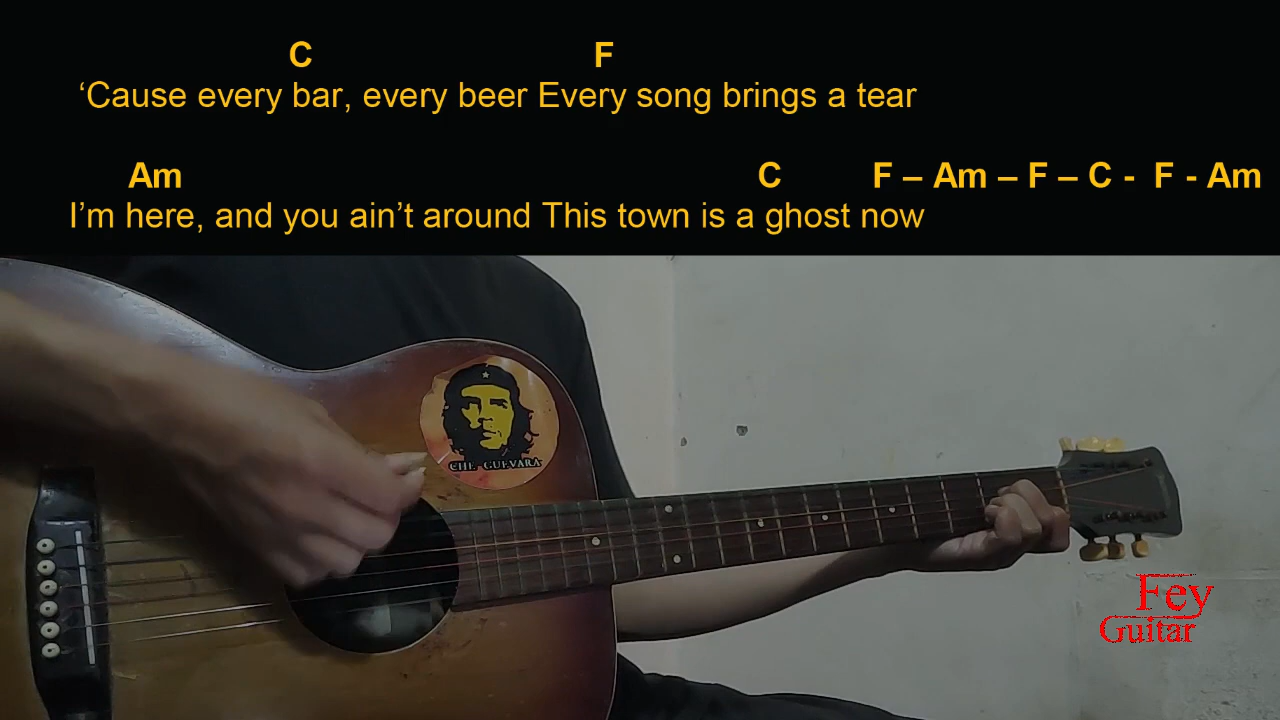 C F
‘Cause every bar, every beer Every song brings a tear
Am C F – Am – F – C - F - Am
I’m here, and you ain’t around This town is a ghost now
CHE GUEVARA
Fey
Guitar